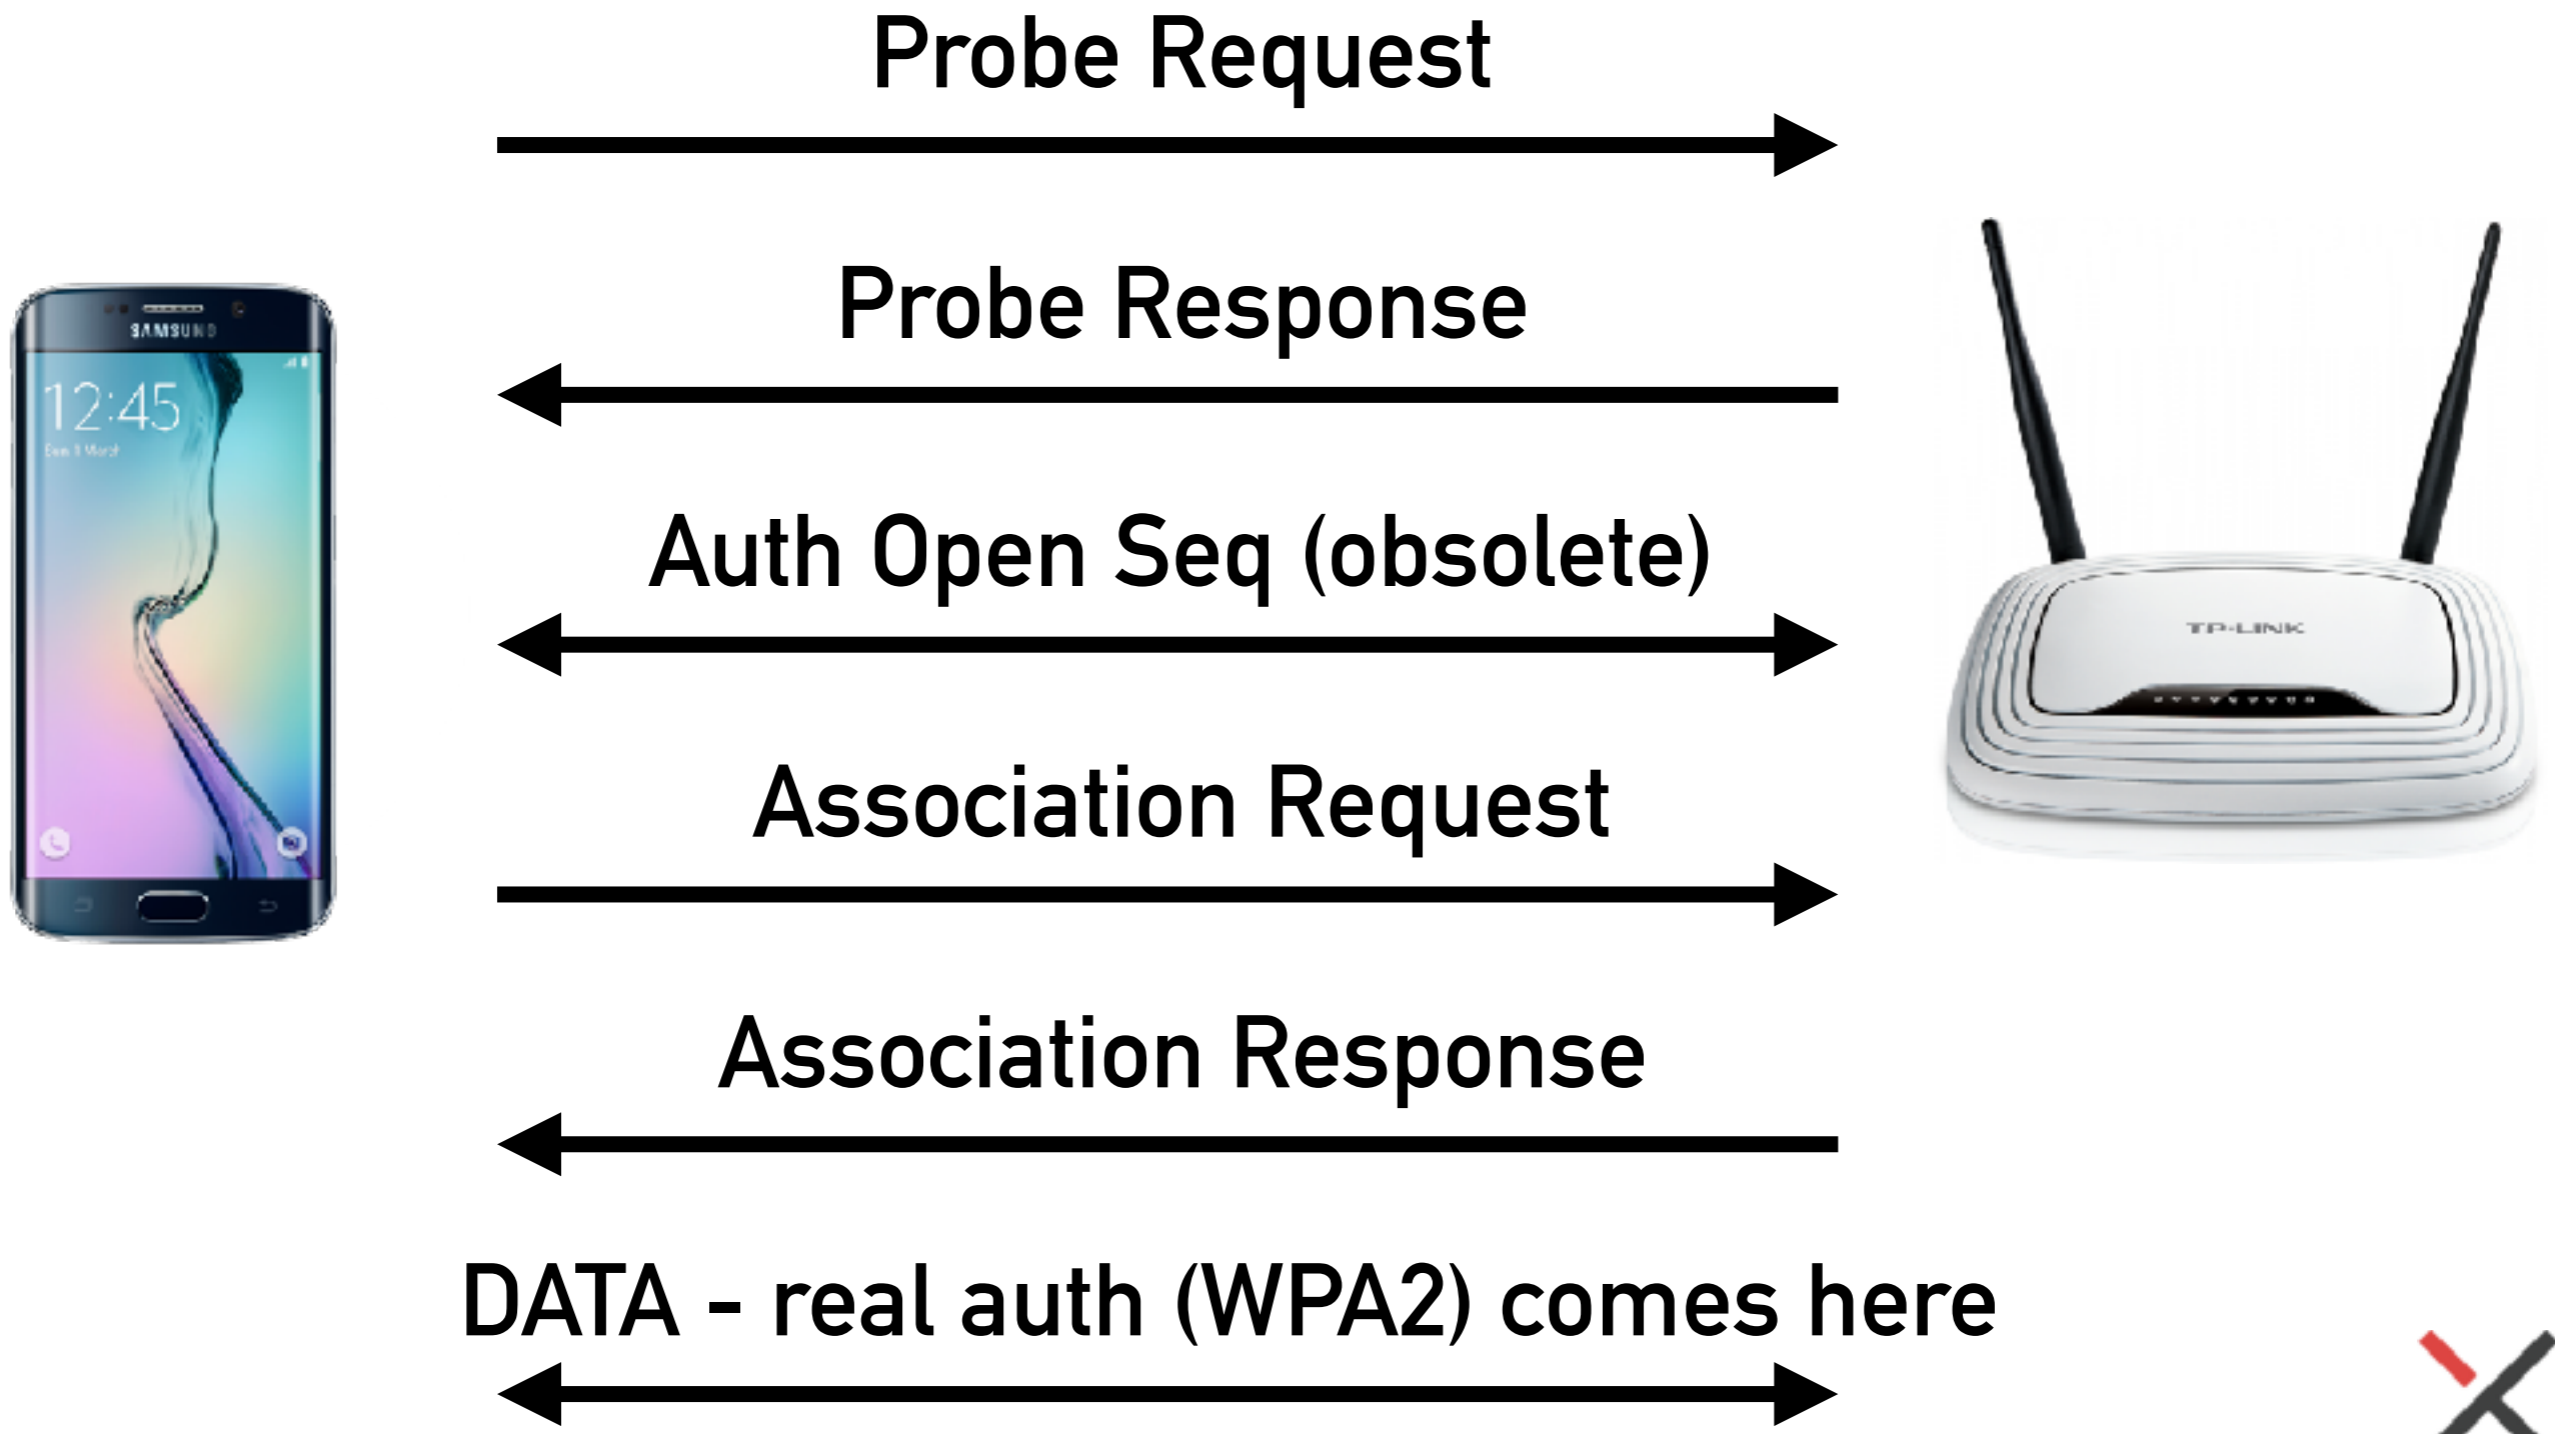 Probe Request
Probe Response
SAMSUNG
12:45
Auth Open Seq (obsolete)
TP-LINK
Association Request
Association Response
DATA - real auth (WPA2) comes here